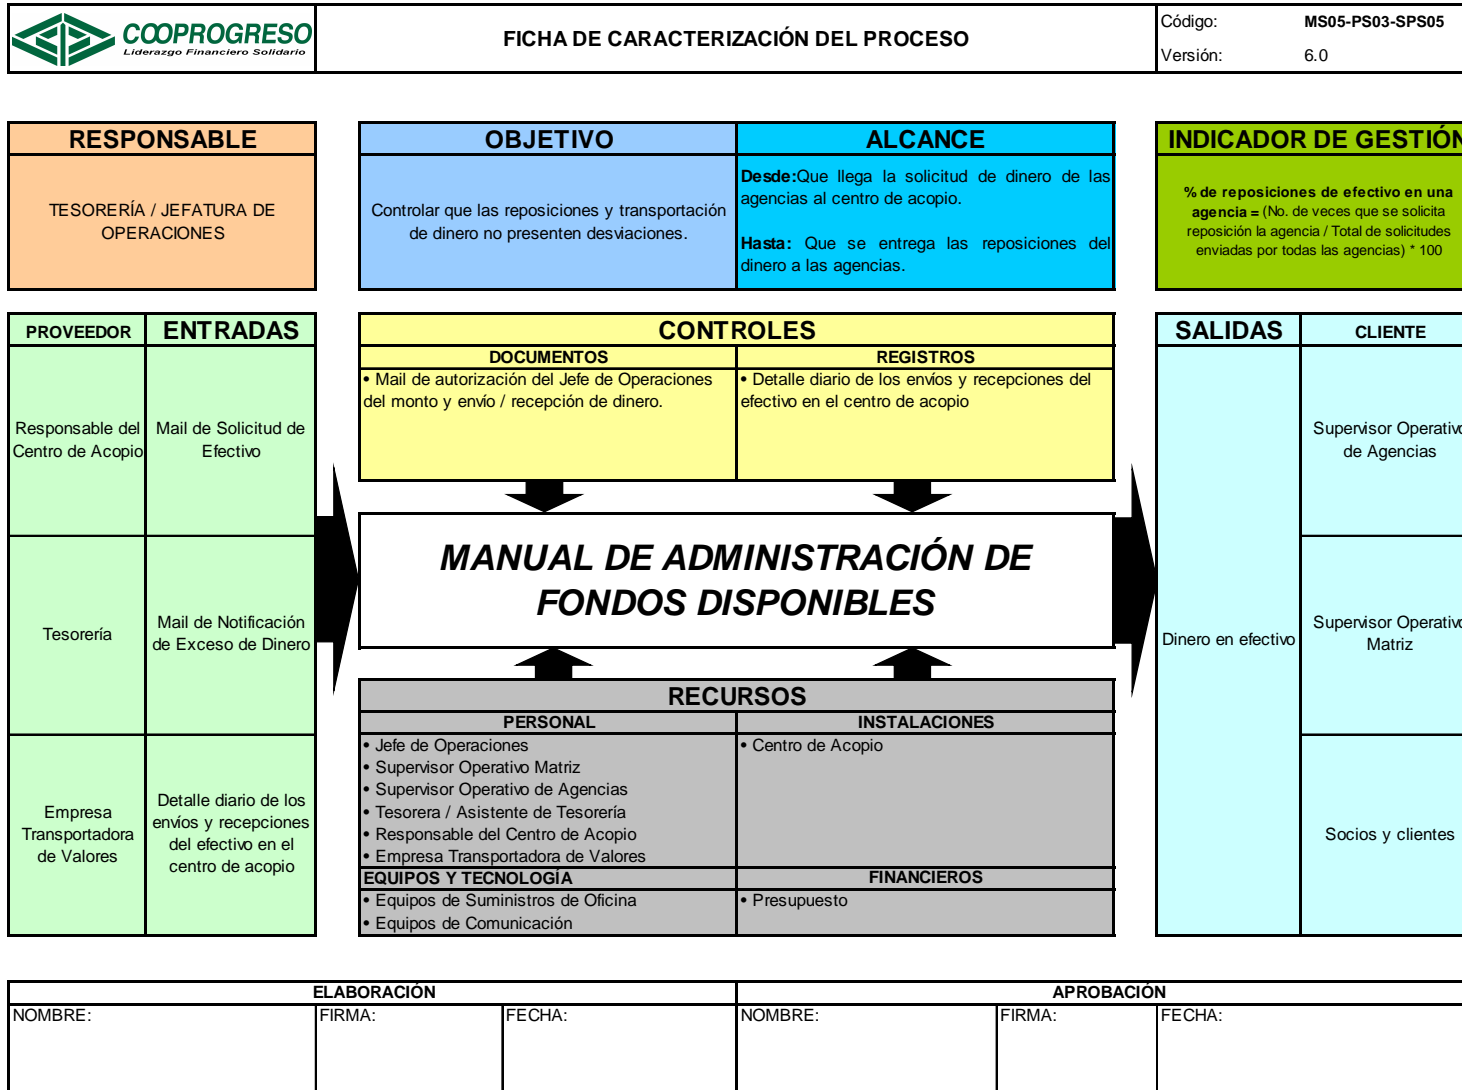 COOPROGRESO
Liderazgo Financiero Solidario
FICHA DE CARACTERIZACIÓN DEL PROCESO
Código: MS05-PS03-SPS05
Versión: 6.0
RESPONSABLE
TESORERÍA / JEFATURA DE
OPERACIONES
OBJETIVO
Controlar que las reposiciones y transportación
de dinero no presenten desviaciones.
ALCANCE
Desde:Que llega la solicitud de dinero de las
agencias al centro de acopio.
Hasta: Que se entrega las reposiciones del
dinero a las agencias.
INDICADOR DE GESTIÓN
% de reposiciones de efectivo en una
agencia = (No. de veces que se solicita
reposición la agencia / Total de solicitudes
enviadas por todas las agencias) * 100
PROVEEDOR
ENTRADAS
Responsable del
Centro de Acopio
Mail de Solicitud de
Efectivo
Tesorería
Mail de Notificación
de Exceso de Dinero
Empresa
Transportadora
de Valores
Detalle diario de los
envíos y recepciones
del efectivo en el
centro de acopio
CONTROLES
DOCUMENTOS
• Mail de autorización del Jefe de Operaciones
del monto y envío / recepción de dinero.
REGISTROS
• Detalle diario de los envíos y recepciones del
efectivo en el centro de acopio
MANUAL DE ADMINISTRACIÓN DE
FONDOS DISPONIBLES
RECURSOS
PERSONAL
• Jefe de Operaciones
• Supervisor Operativo Matriz
• Supervisor Operativo de Agencias
• Tesorera / Asistente de Tesorería
• Responsable del Centro de Acopio
• Empresa Transportadora de Valores
INSTALACIONES
• Centro de Acopio
EQUIPOS Y TECNOLOGÍA
• Equipos de Suministros de Oficina
• Equipos de Comunicación
FINANCIEROS
• Presupuesto
SALIDAS
CLIENTE
Dinero en efectivo
Supervisor Operativo
de Agencias
Supervisor Operativo
Matriz
Socios y clientes
ELABORACIÓN
NOMBRE: FIRMA: FECHA:
APROBACIÓN
NOMBRE: FIRMA: FECHA: